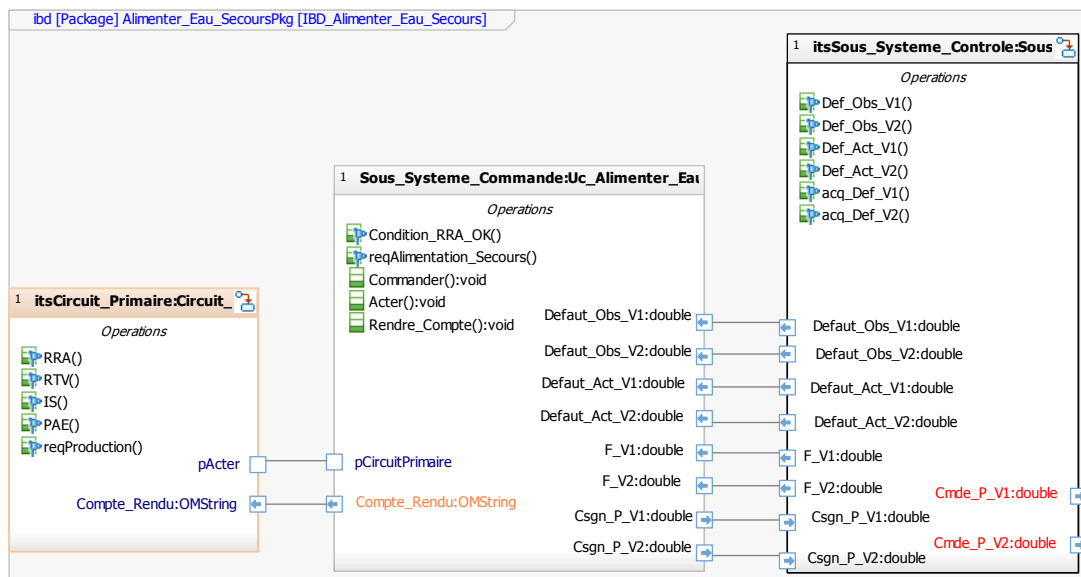 ibd [Package] Alimenter_Eau_SecoursPkg [IBD_Alimenter_Eau_Secours]
1 itsCircuit_Primaire:Circuit_
Operations
RRA()
RTV()
IS()
PAE()
reqProduction()
pActer
Compte_Rendu:OMString
1 Sous_Systeme_Commande:Uc_Alimenter_Eau
Operations
Condition_RRA_OK()
reqAlimentation_Secours()
Commander():void
Acter():void
Rendre_Compte():void
Defaut_Obs_V1:double
Defaut_Obs_V2:double
Defaut_Act_V1:double
Defaut_Act_V2:double
F_V1:double
F_V2:double
Csgn_P_V1:double
Csgn_P_V2:double
pCircuitPrimaire
Compte_Rendu:OMString
1 itsSous_Systeme_Controle:Sous
Operations
Def_Obs_V1()
Def_Obs_V2()
Def_Act_V1()
Def_Act_V2()
acq_Def_V1()
acq_Def_V2()
Defaut_Obs_V1:double
Defaut_Obs_V2:double
Defaut_Act_V1:double
Defaut_Act_V2:double
F_V1:double
F_V2:double
Csgn_P_V1:double
Csgn_P_V2:double
Cmde_P_V1:double
Cmde_P_V2:double